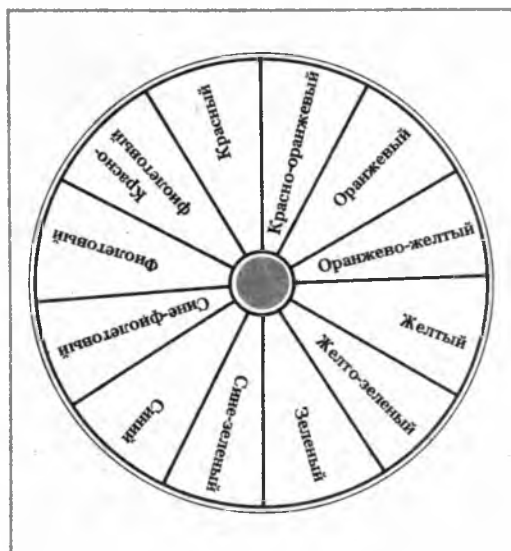 Красный
Красно-оранжевый
Оранжевый
Оранжево-желтый
Желтый
Желто-зеленый
Зеленый
Сине-зеленый
Синий
Сине-фиолетовый
Фиолетовый
Красно-
фиолетовый